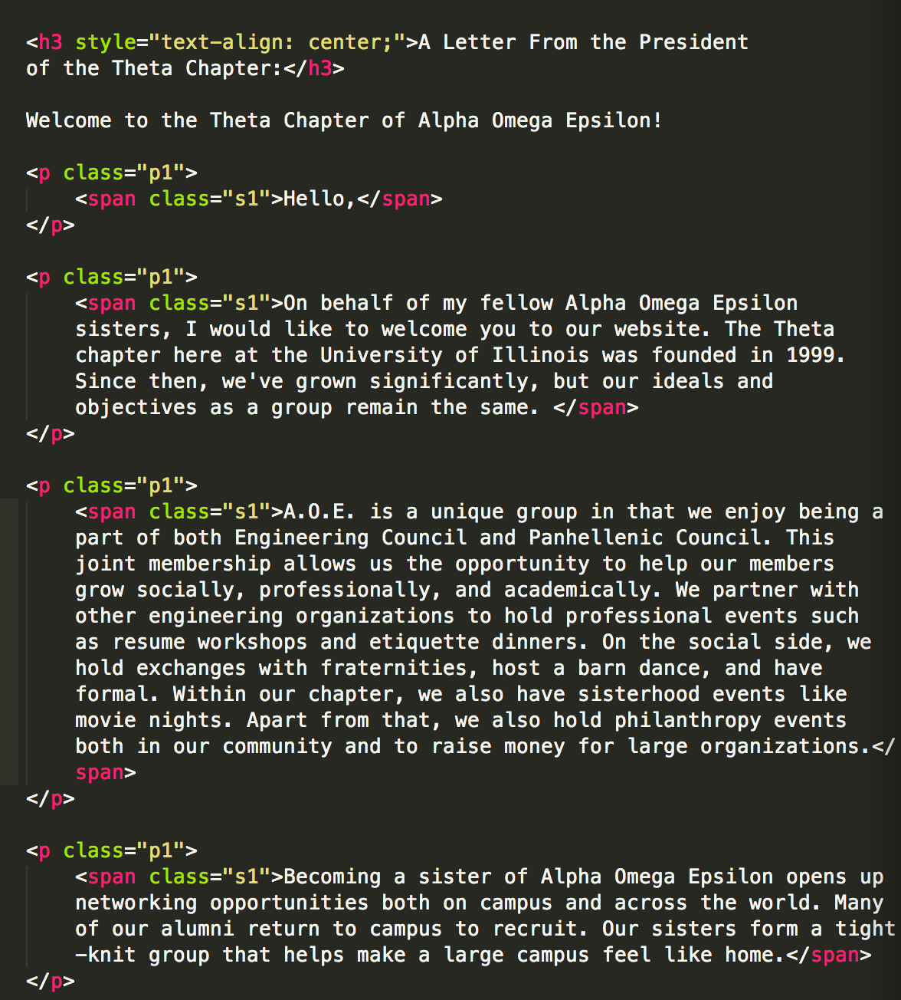 <h3 style="text-align: center;">A Letter From the President
of the Theta Chapter:</h3>
Welcome to the Theta Chapter of Alpha Omega Epsilon!
<p class="p1">
<span class="s1">Hello,</span>
</p>
<p class="p1">
<span class="s1">On behalf of my fellow Alpha Omega Epsilon
sisters, I would like to welcome you to our website. The Theta
chapter here at the University of Illinois was founded in 1999.
Since then, we've grown significantly, but our ideals and
objectives as a group remain the same. </span>
</p>
<p class="p1">
<span class="s1">A.O.E. is a unique group in that we enjoy being a
part of both Engineering Council and Panhellenic Council. This
joint membership allows us the opportunity to help our members
grow socially, professionally, and academically. We partner with
other engineering organizations to hold professional events such
as resume workshops and etiquette dinners. On the social side, we
hold exchanges with fraternities, host a barn dance, and have
formal. Within our chapter, we also have sisterhood events like
movie nights. Apart from that, we also hold philanthropy events
both in our community and to raise money for large organizations.</
span>
</p>
<p class="p1">
<span class="s1">Becoming a sister of Alpha Omega Epsilon opens up
networking opportunities both on campus and across the world. Many
of our alumni return to campus to recruit. Our sisters form a tight
-knit group that helps make a large campus feel like home.</span>
</p>